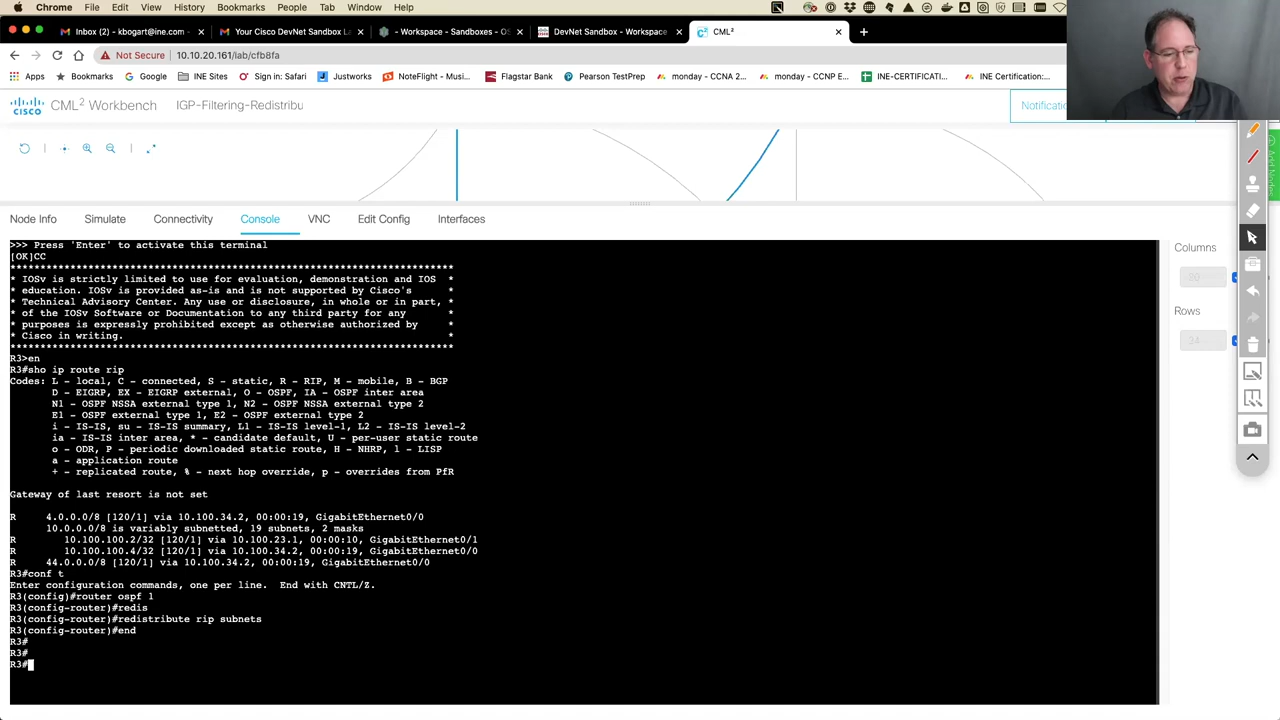 Chrome File Edit View History Bookmarks People Tab Window Help
Inbox (2) - kbogart@ine.com -
Your Cisco DevNet Sandbox La
- Workspace - Sandboxes - OS
DevNet Sandbox - Workspace
CML²
Not Secure 10.10.20.161/lab/cfb8fa
Apps Bookmarks Google INE Sites Sign in: Safari Justworks NoteFlight - Musi... Flagstar Bank Pearson TestPrep monday - CCNA 2... monday - CCNP E... INE-CERTIFICATI... INE Certification:...
CISCO CML² Workbench IGP-Filtering-Redistribu
Notificatio
Add Nodes
Node Info Simulate Connectivity Console VNC Edit Config Interfaces
>>> Press 'Enter' to activate this terminal
[OK]CC
**************************************************************************
* IOSv is strictly limited to use for evaluation, demonstration and IOS *
* education. IOSv is provided as-is and is not supported by Cisco's *
* Technical Advisory Center. Any use or disclosure, in whole or in part, *
* of the IOSv Software or Documentation to any third party for any *
* purposes is expressly prohibited except as otherwise authorized by *
* Cisco in writing. *
**************************************************************************
R3>en
R3#sho ip route rip
Codes: L - local, C - connected, S - static, R - RIP, M - mobile, B - BGP
D - EIGRP, EX - EIGRP external, O - OSPF, IA - OSPF inter area
N1 - OSPF NSSA external type 1, N2 - OSPF NSSA external type 2
E1 - OSPF external type 1, E2 - OSPF external type 2
i - IS-IS, su - IS-IS summary, L1 - IS-IS level-1, L2 - IS-IS level-2
ia - IS-IS inter area, * - candidate default, U - per-user static route
o - ODR, P - periodic downloaded static route, H - NHRP, l - LISP
a - application route
+ - replicated route, % - next hop override, p - overrides from PfR
Gateway of last resort is not set
R 4.0.0.0/8 [120/1] via 10.100.34.2, 00:00:19, GigabitEthernet0/0
10.0.0.0/8 is variably subnetted, 19 subnets, 2 masks
R 10.100.100.2/32 [120/1] via 10.100.23.1, 00:00:10, GigabitEthernet0/1
R 10.100.100.4/32 [120/1] via 10.100.34.2, 00:00:19, GigabitEthernet0/0
R 44.0.0.0/8 [120/1] via 10.100.34.2, 00:00:19, GigabitEthernet0/0
R3#conf t
Enter configuration commands, one per line. End with CNTL/Z.
R3(config)#router ospf 1
R3(config-router)#redis
R3(config-router)#redistribute rip subnets
R3(config-router)#end
R3#
R3#
R3#
Columns
20
Rows
24